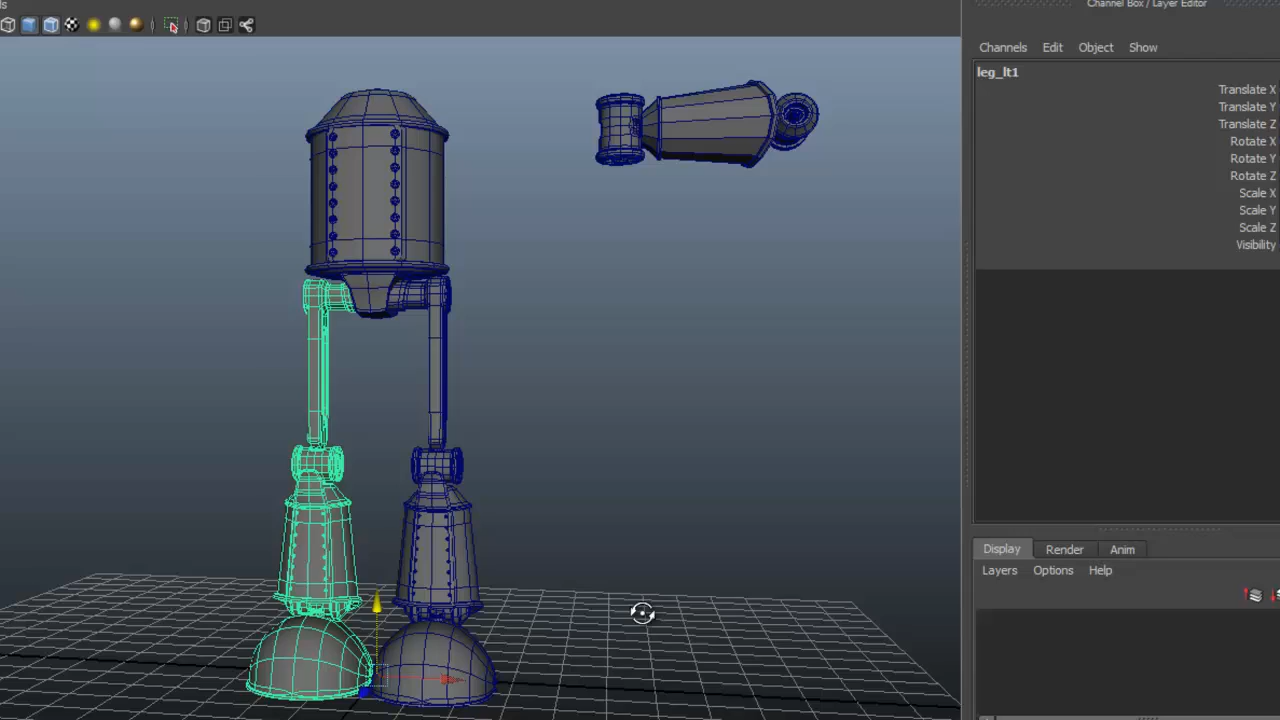 Channel Box / Layer Editor
Channels Edit Object Show
leg_lt1
Translate X
Translate Y
Translate Z
Rotate X
Rotate Y
Rotate Z
Scale X
Scale Y
Scale Z
Visibility
Display Render Anim
Layers Options Help